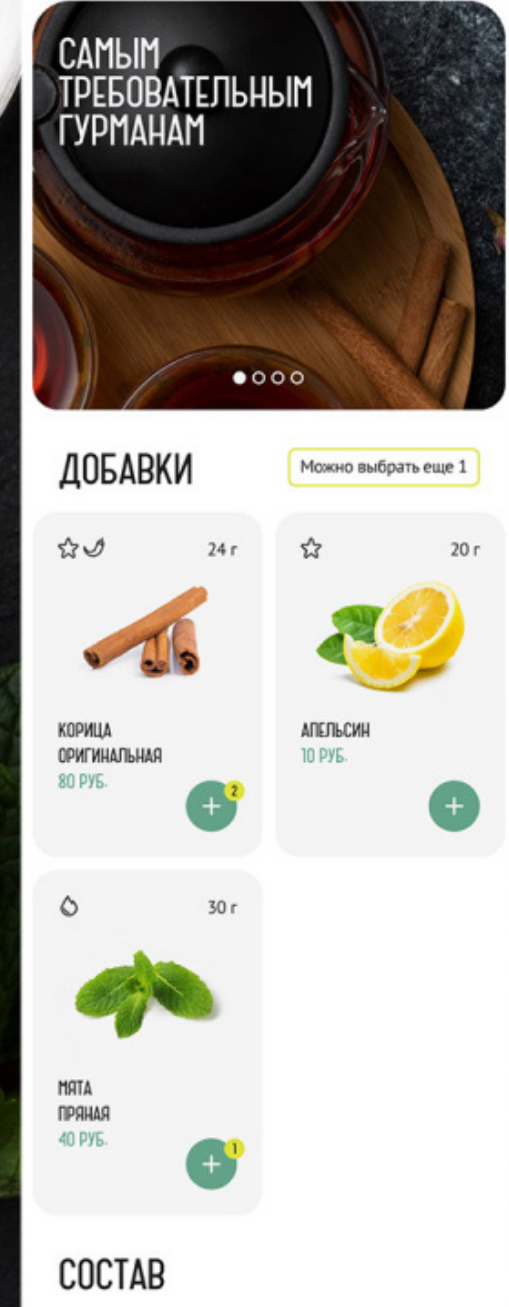 САМЫМ
ТРЕБОВАТЕЛЬНЫМ
ГУРМАНАМ
ДОБАВКИ
Можно выбрать еще 1
24 г
КОРИЦА
ОРИГИНАЛЬНАЯ
80 РУБ.
2
20 г
АПЕЛЬСИН
10 РУБ.
30 г
МЯТА
ПРЯНАЯ
40 РУБ.
1
СОСТАВ